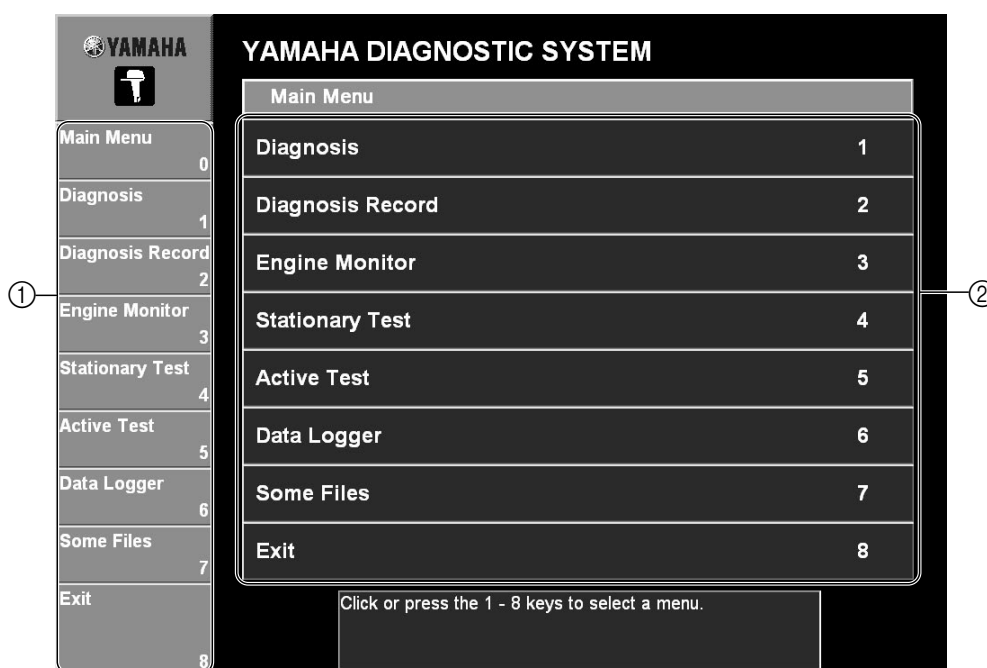 YAMAHA
YAMAHA DIAGNOSTIC SYSTEM
Main Menu
Main Menu
0
Diagnosis
1
Diagnosis Record
2
Engine Monitor
3
Stationary Test
4
Active Test
5
Data Logger
6
Some Files
7
Exit
8
①
Diagnosis 1
Diagnosis Record 2
Engine Monitor 3
Stationary Test 4
Active Test 5
Data Logger 6
Some Files 7
Exit 8
②
Click or press the 1 - 8 keys to select a menu.